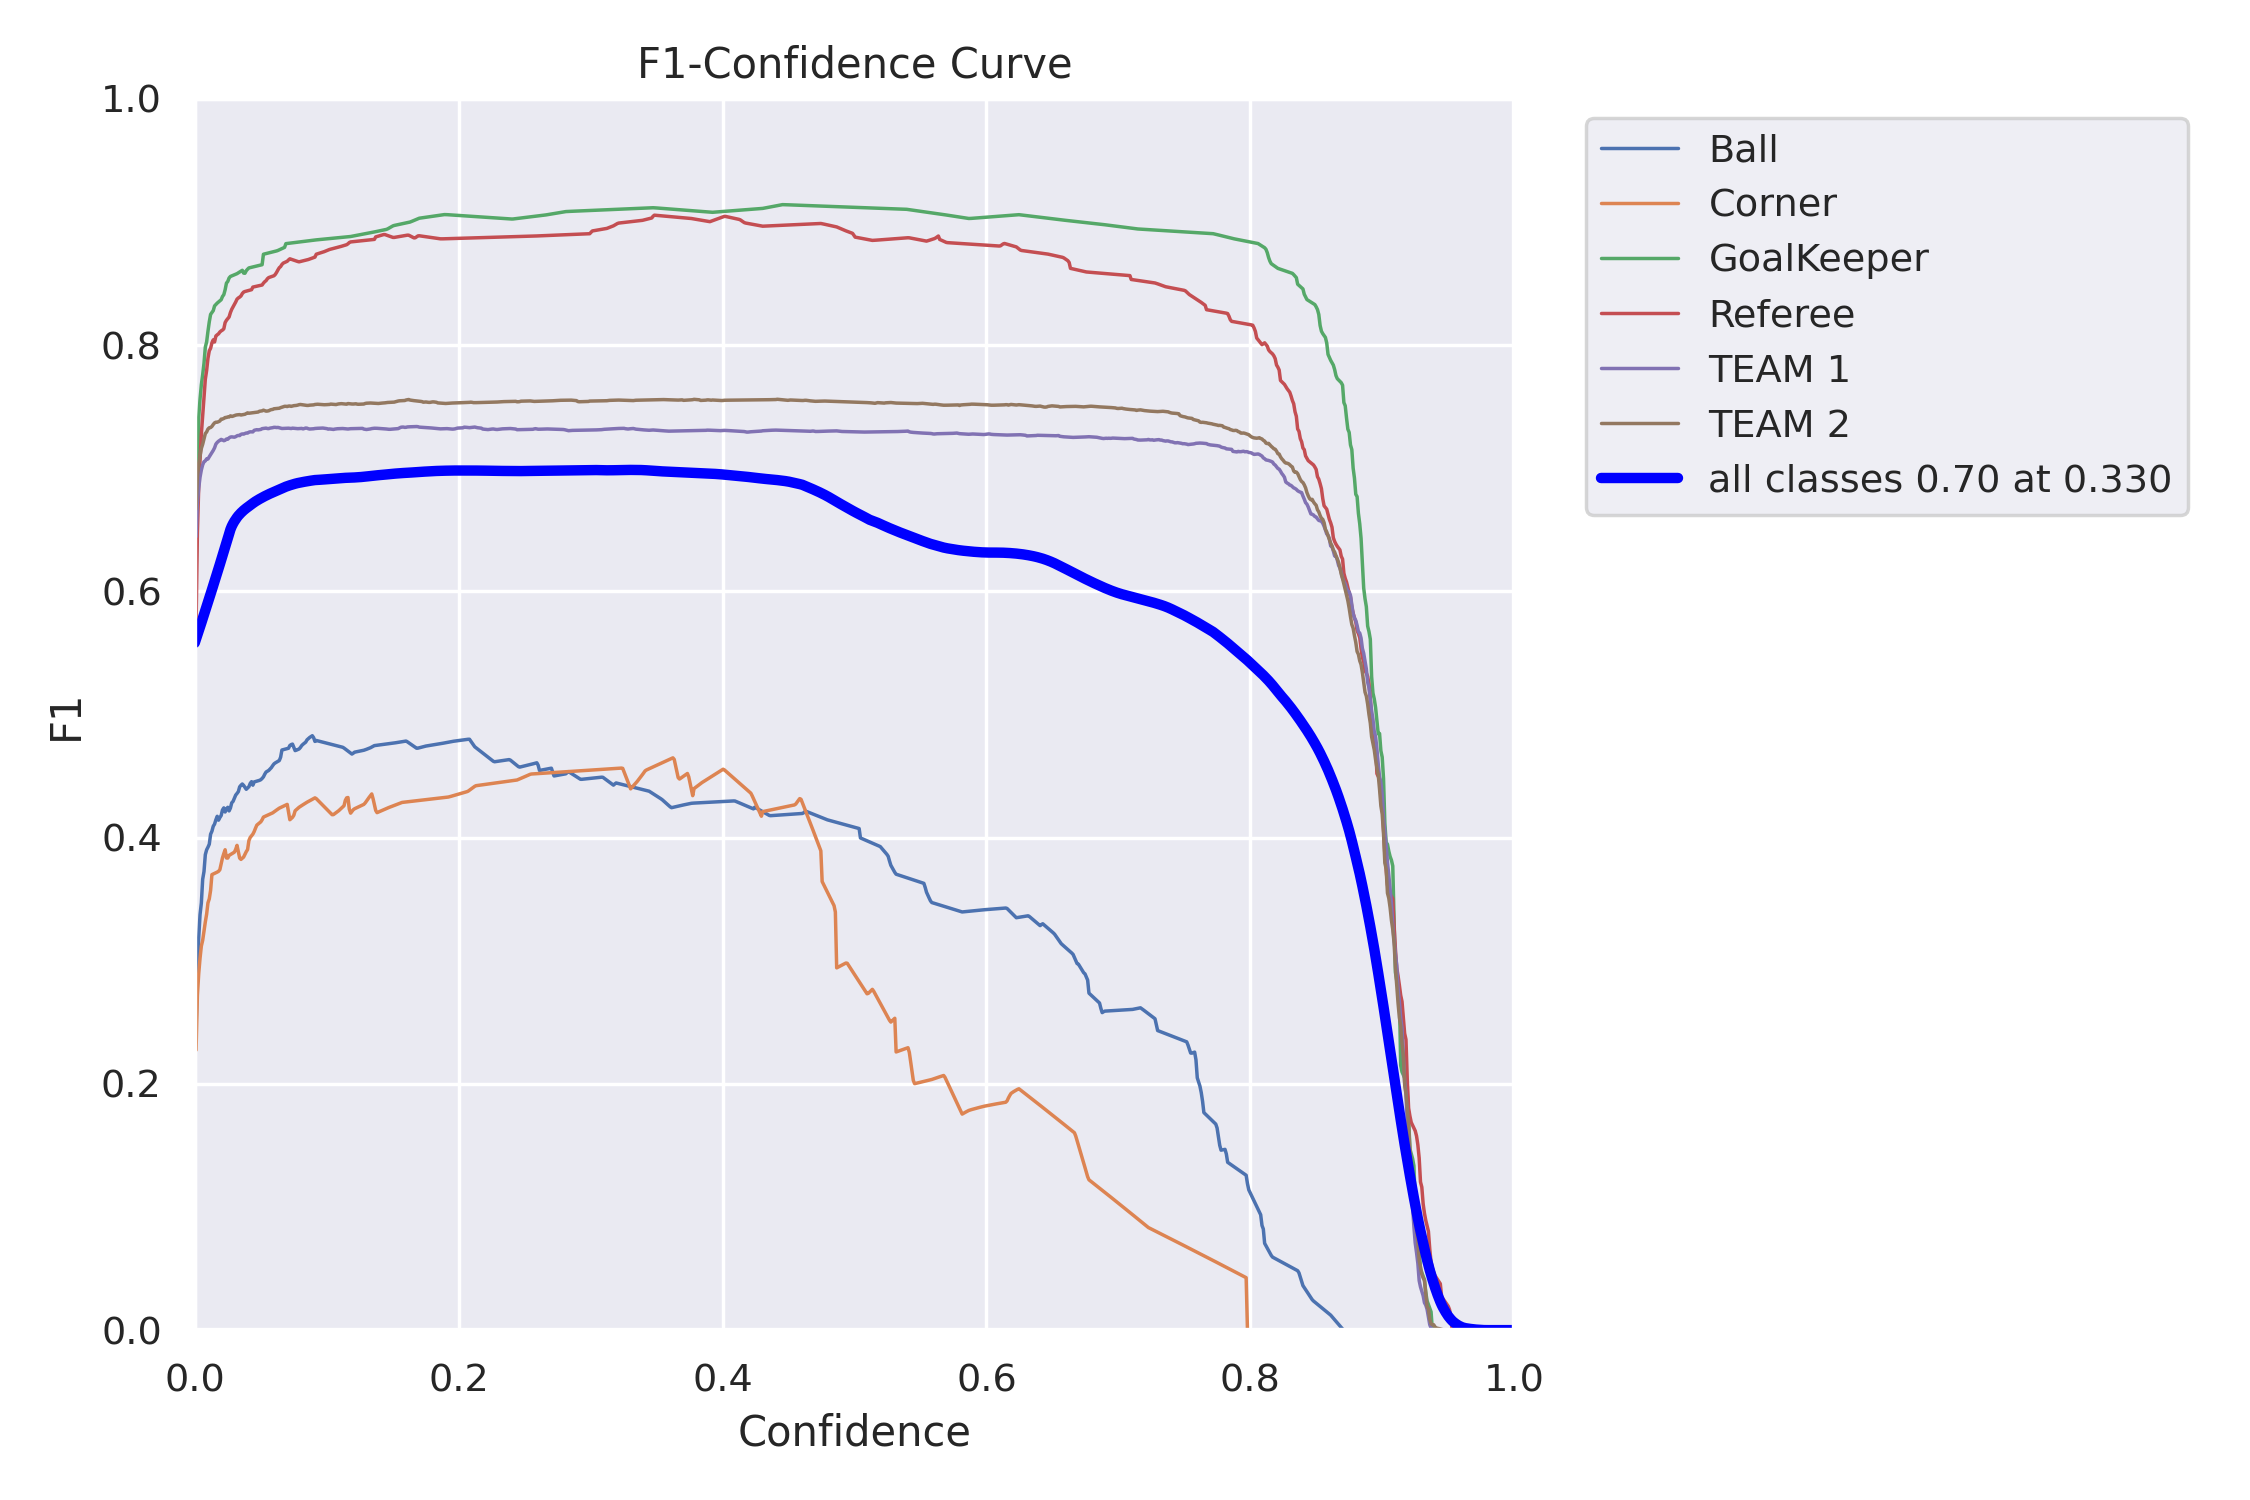 F1-Confidence Curve
1.0
0.8
0.6
0.4
0.2
0.0
F1
0.0 0.2 0.4 0.6 0.8 1.0
Confidence
Ball
Corner
GoalKeeper
Referee
TEAM 1
TEAM 2
all classes 0.70 at 0.330